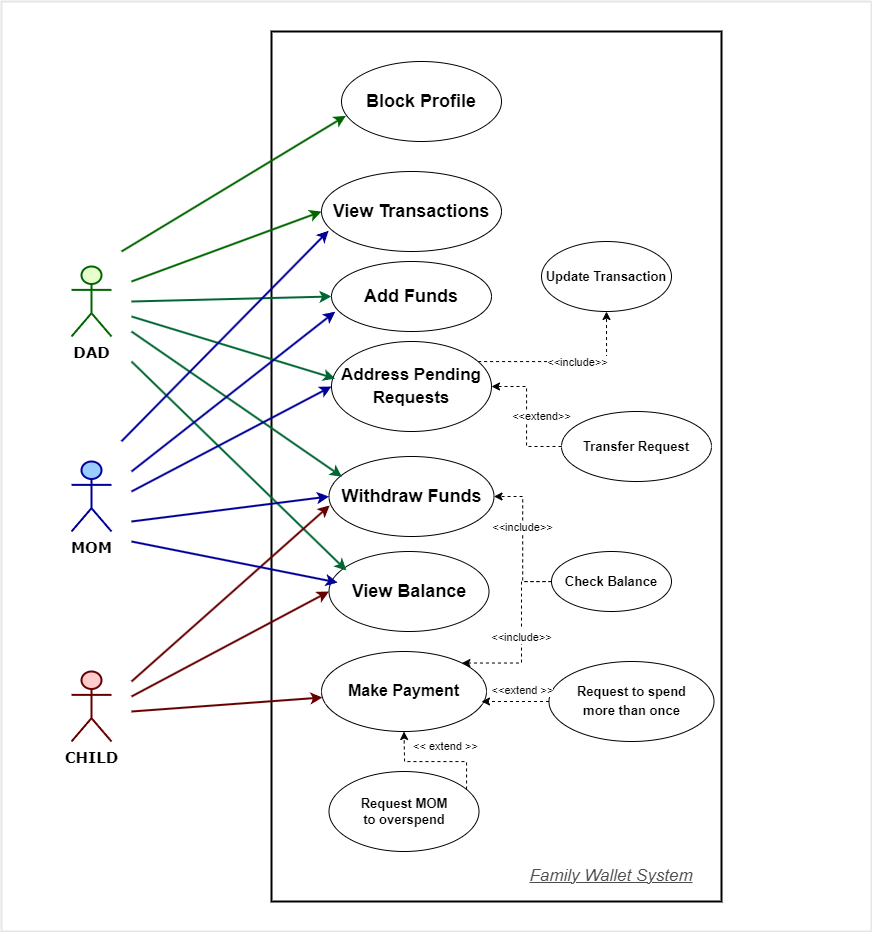 Block Profile
View Transactions
Update Transaction
Add Funds
DAD
<<include>>
Address Pending
Requests
<<extend>>
Transfer Request
Withdraw Funds
<<include>>
MOM
Check Balance
View Balance
<<include>>
Make Payment
<<extend >>
Request to spend
more than once
CHILD
<< extend >>
Request MOM
to overspend
Family Wallet System